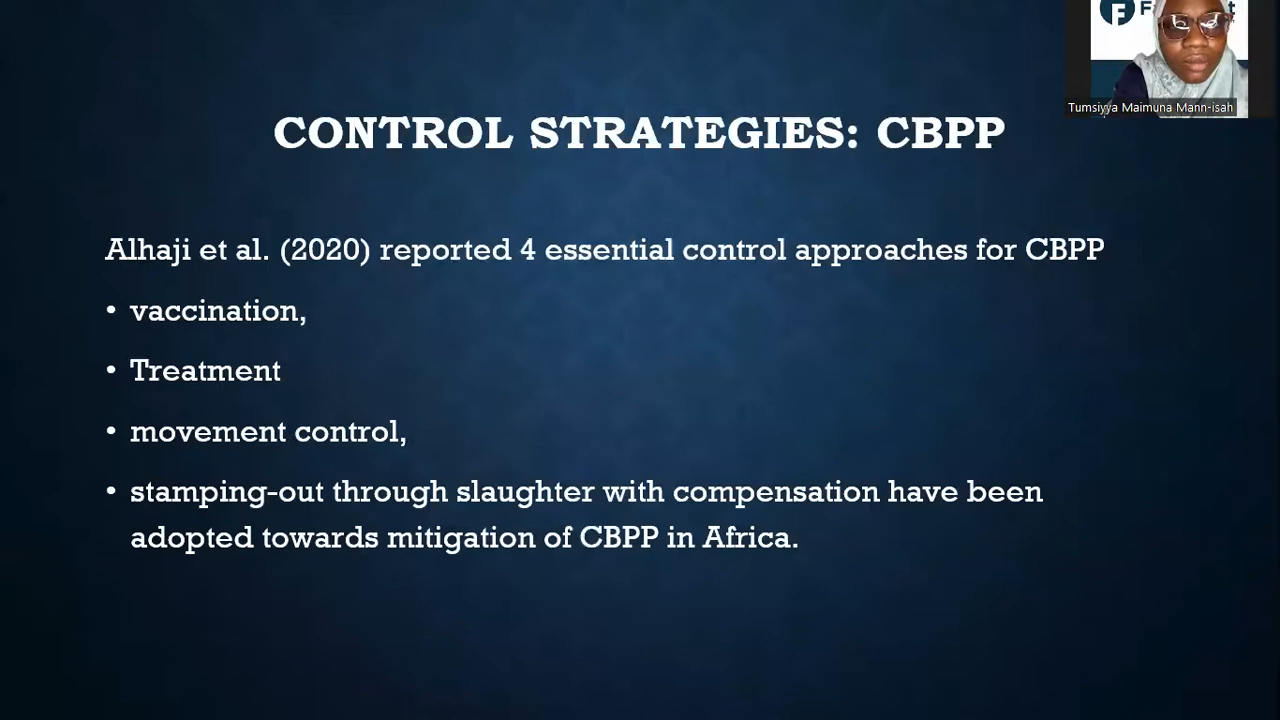 Tumsiyya Maimuna Mann-isah
CONTROL STRATEGIES: CBPP
Alhaji et al. (2020) reported 4 essential control approaches for CBPP
• vaccination,
• Treatment
• movement control,
• stamping-out through slaughter with compensation have been
adopted towards mitigation of CBPP in Africa.